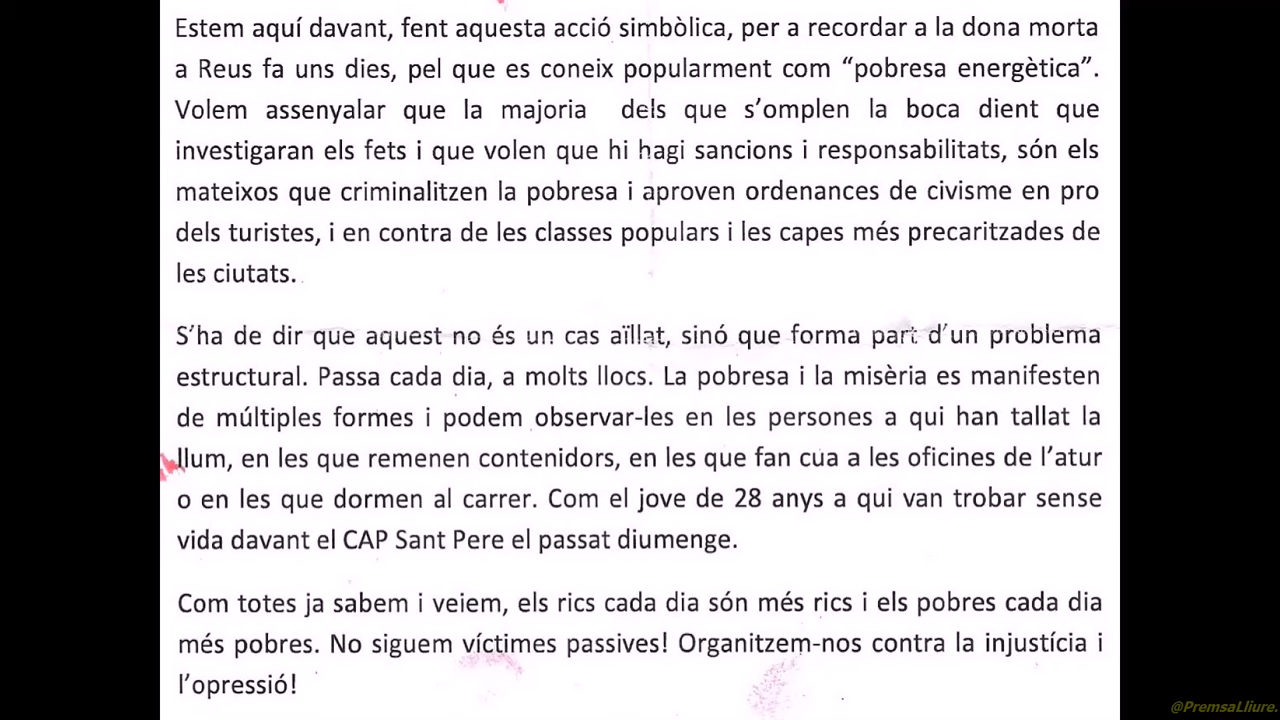 Estem aquí davant, fent aquesta acció simbòlica, per a recordar a la dona morta
a Reus fa uns dies, pel que es coneix popularment com “pobresa energètica”.
Volem assenyalar que la majoria dels que s’omplen la boca dient que
investigaran els fets i que volen que hi hagi sancions i responsabilitats, són els
mateixos que criminalitzen la pobresa i aproven ordenances de civisme en pro
dels turistes, i en contra de les classes populars i les capes més precaritzades de
les ciutats.
S’ha de dir que aquest no és un cas aïllat, sinó que forma part d’un problema
estructural. Passa cada dia, a molts llocs. La pobresa i la misèria es manifesten
de múltiples formes i podem observar-les en les persones a qui han tallat la
llum, en les que remenen contenidors, en les que fan cua a les oficines de l’atur
o en les que dormen al carrer. Com el jove de 28 anys a qui van trobar sense
vida davant el CAP Sant Pere el passat diumenge.
Com totes ja sabem i veiem, els rics cada dia són més rics i els pobres cada dia
més pobres. No siguem víctimes passives! Organitzem-nos contra la injustícia i
l’opressió!
@PremsaLliure.